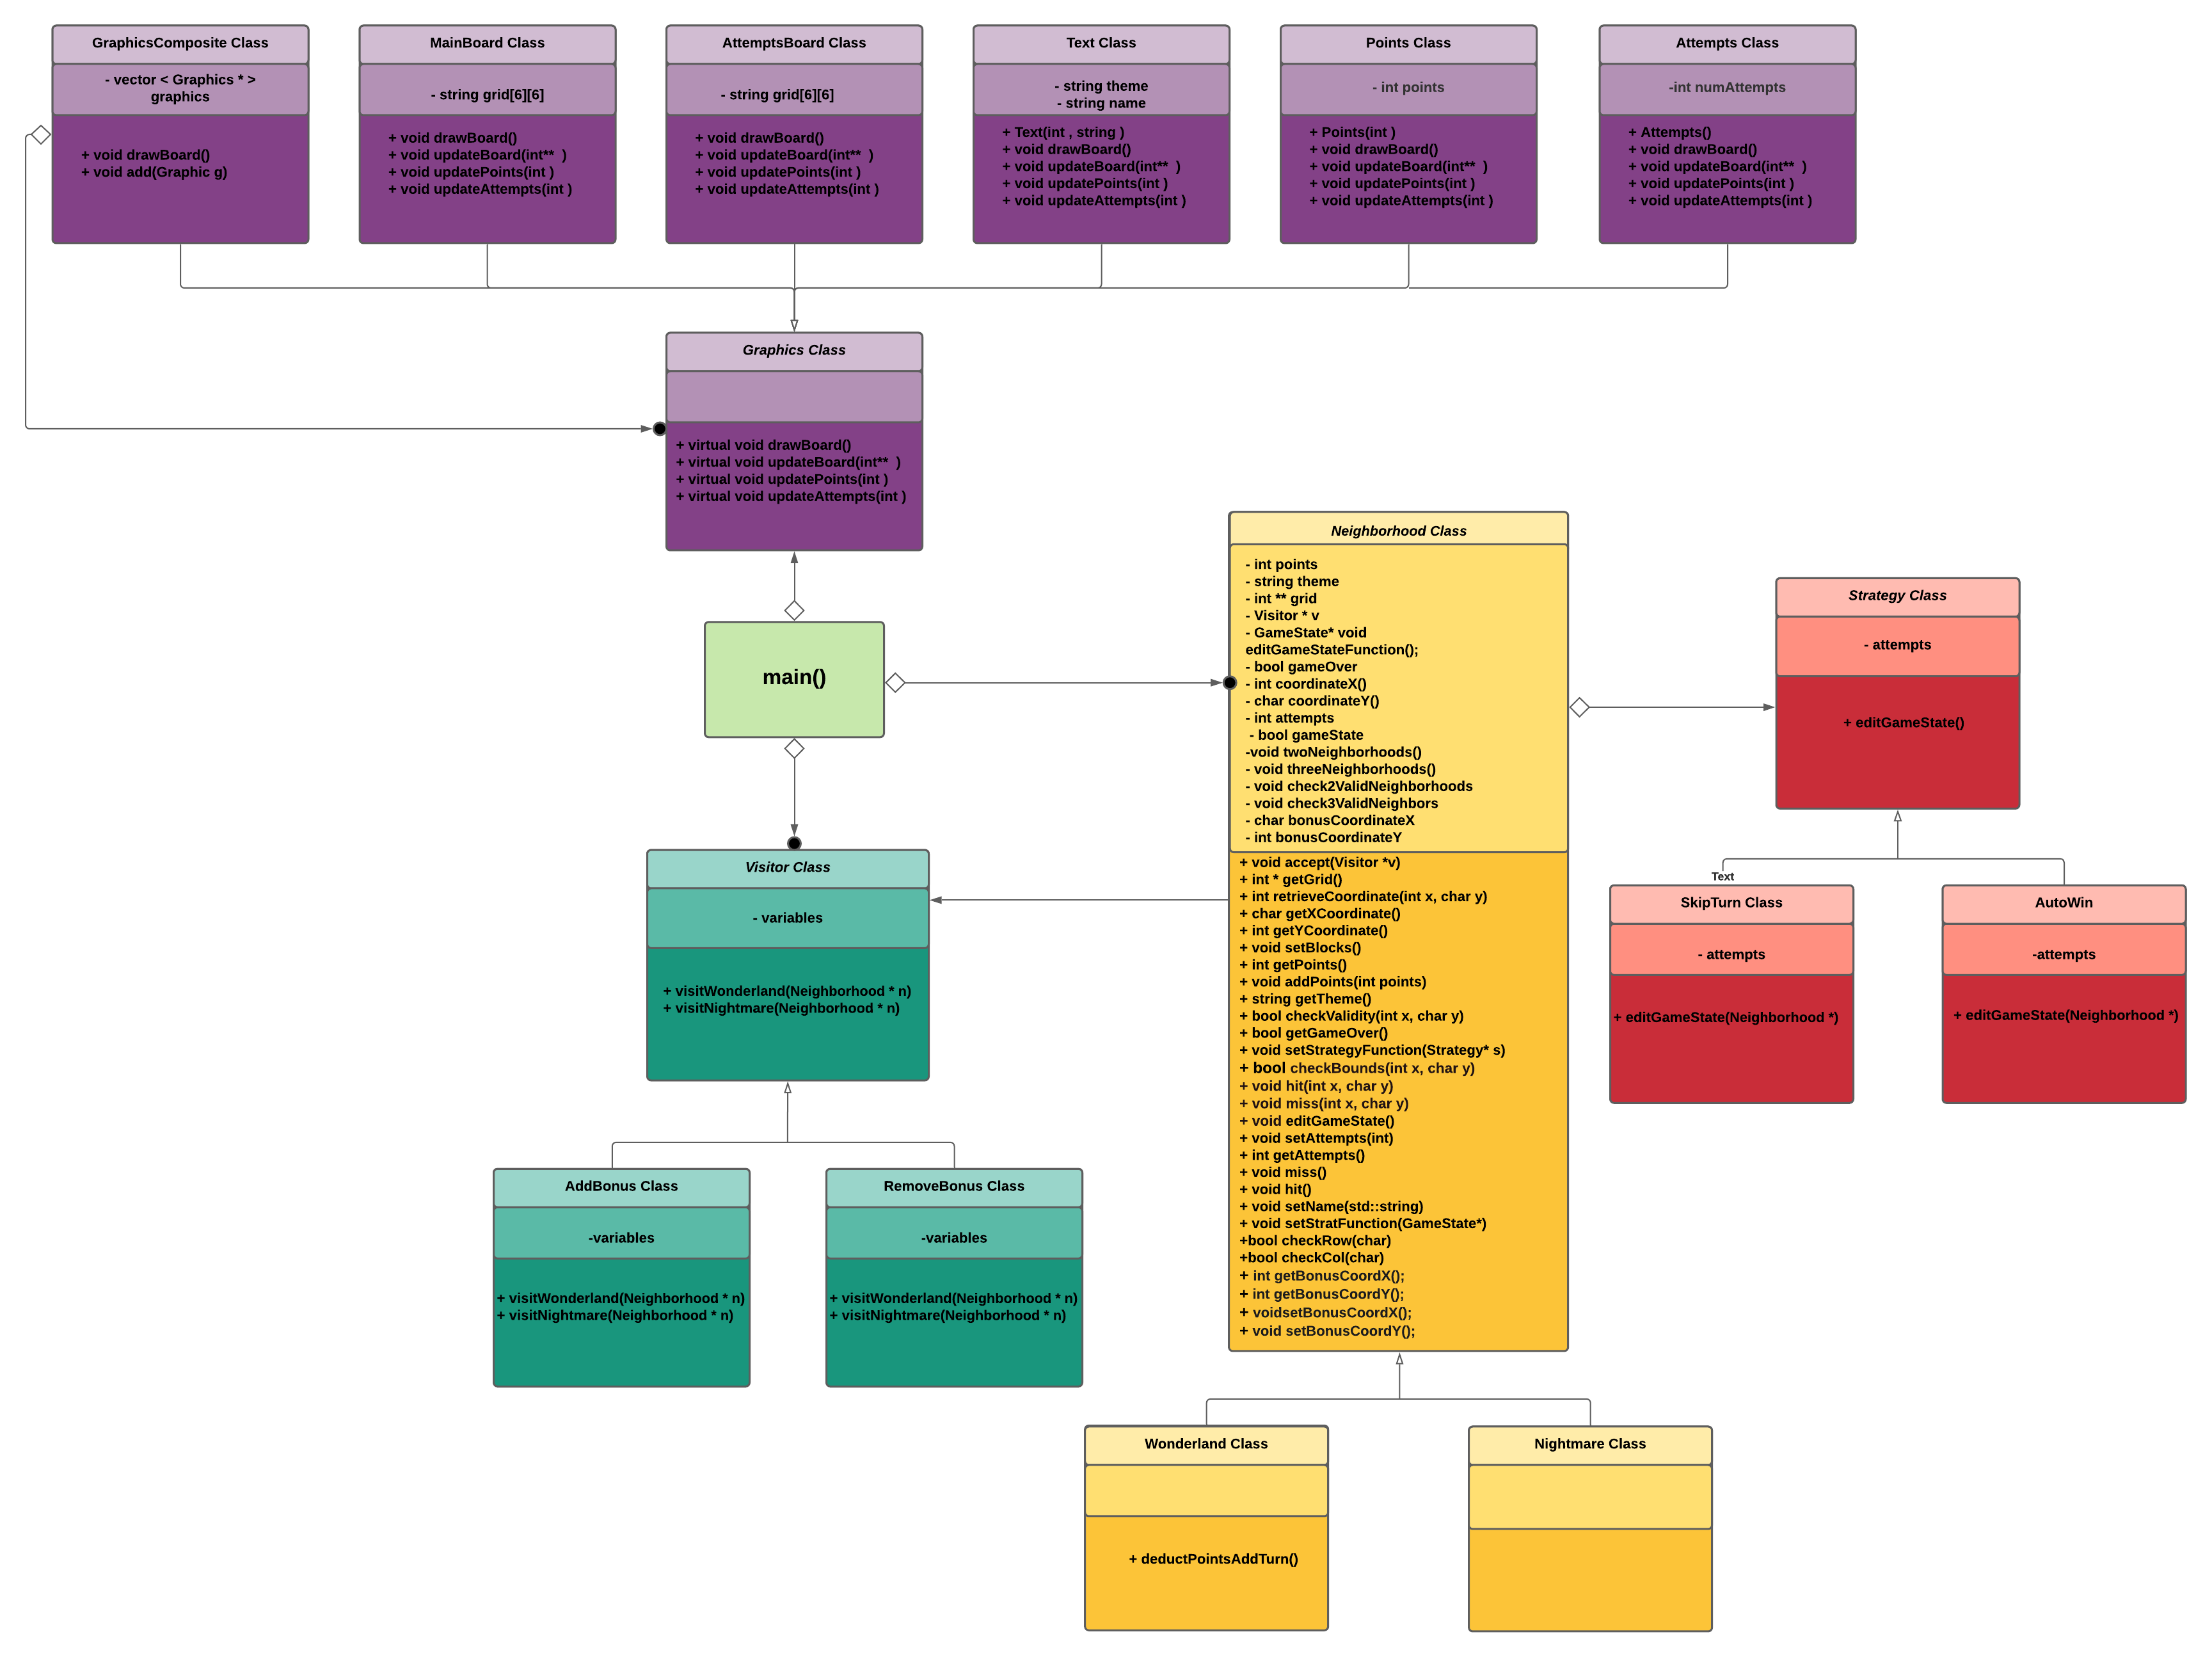 GraphicsComposite Class
- vector < Graphics * >
graphics
+ void drawBoard()
+ void add(Graphic g)
MainBoard Class
- string grid[6][6]
+ void drawBoard()
+ void updateBoard(int**  )
+ void updatePoints(int )
+ void updateAttempts(int )
AttemptsBoard Class
- string grid[6][6]
+ void drawBoard()
+ void updateBoard(int**  )
+ void updatePoints(int )
+ void updateAttempts(int )
Text Class
- string theme
- string name
+ Text(int , string )
+ void drawBoard()
+ void updateBoard(int**  )
+ void updatePoints(int )
+ void updateAttempts(int )
Points Class
- int points
+ Points(int )
+ void drawBoard()
+ void updateBoard(int**  )
+ void updatePoints(int )
+ void updateAttempts(int )
Attempts Class
-int numAttempts
+ Attempts()
+ void drawBoard()
+ void updateBoard(int**  )
+ void updatePoints(int )
+ void updateAttempts(int )
Graphics Class
+ virtual void drawBoard()
+ virtual void updateBoard(int**  )
+ virtual void updatePoints(int )
+ virtual void updateAttempts(int )
main()
Neighborhood Class
- int points
- string theme
- int ** grid
- Visitor * v
- GameState* void
editGameStateFunction();
- bool gameOver
- int coordinateX()
- char coordinateY()
- int attempts
- bool gameState
-void twoNeighborhoods()
- void threeNeighborhoods()
- void check2ValidNeighborhoods
- void check3ValidNeighbors
- char bonusCoordinateX
- int bonusCoordinateY
+ void accept(Visitor *v)
+ int * getGrid()
+ int retrieveCoordinate(int x, char y)
+ char getXCoordinate()
+ int getYCoordinate()
+ void setBlocks()
+ int getPoints()
+ void addPoints(int points)
+ string getTheme()
+ bool checkValidity(int x, char y)
+ bool getGameOver()
+ void setStrategyFunction(Strategy* s)
+ bool checkBounds(int x, char y)
+ void hit(int x, char y)
+ void miss(int x, char y)
+ void editGameState()
+ void setAttempts(int)
+ int getAttempts()
+ void miss()
+ void hit()
+ void setName(std::string)
+ void setStratFunction(GameState*)
+bool checkRow(char)
+bool checkCol(char)
+ int getBonusCoordX();
+ int getBonusCoordY();
+ voidsetBonusCoordX();
+ void setBonusCoordY();
Strategy Class
- attempts
+ editGameState()
Text
SkipTurn Class
- attempts
+ editGameState(Neighborhood *)
AutoWin
-attempts
+ editGameState(Neighborhood *)
Visitor Class
- variables
+ visitWonderland(Neighborhood * n)
+ visitNightmare(Neighborhood * n)
AddBonus Class
-variables
+ visitWonderland(Neighborhood * n)
+ visitNightmare(Neighborhood * n)
RemoveBonus Class
-variables
+ visitWonderland(Neighborhood * n)
+ visitNightmare(Neighborhood * n)
Wonderland Class
+ deductPointsAddTurn()
Nightmare Class